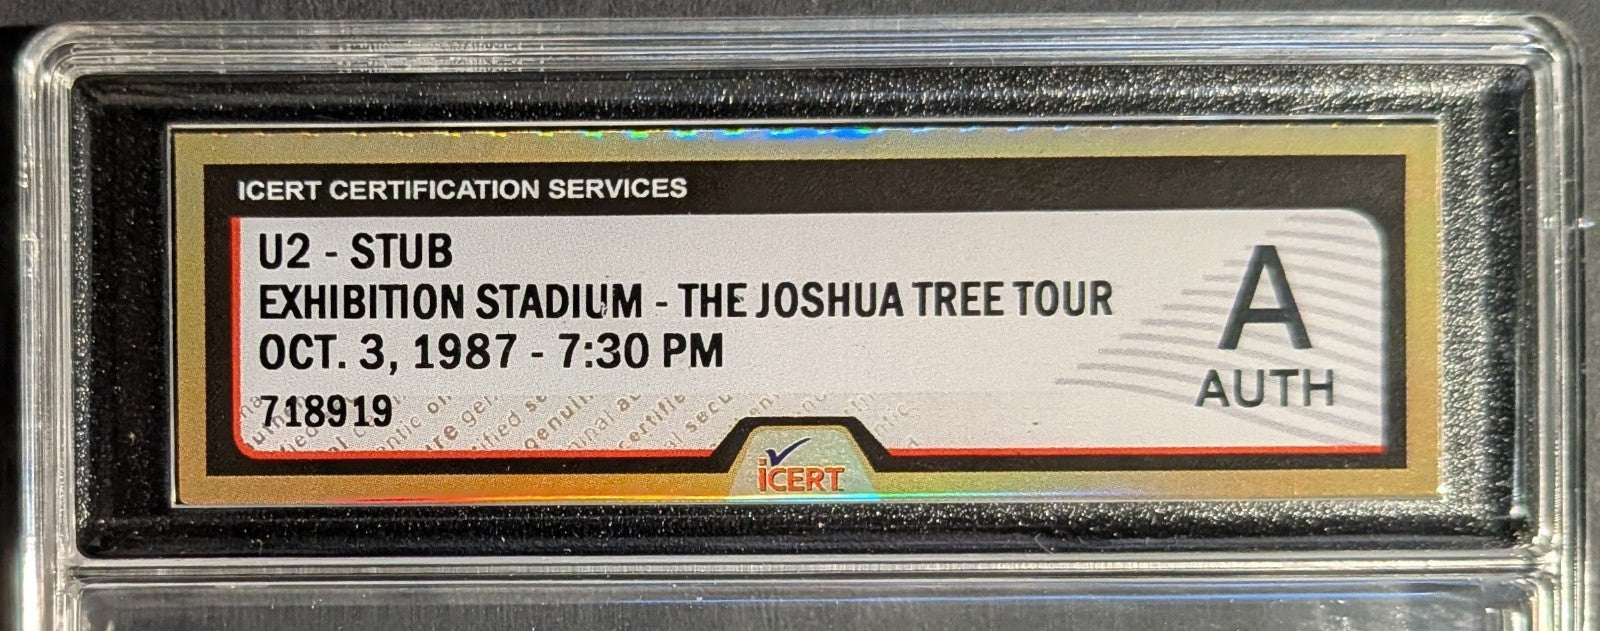 ICERT CERTIFICATION SERVICES
U2 - STUB
EXHIBITION STADIUM - THE JOSHUA TREE TOUR
OCT. 3, 1987 - 7:30 PM
718919
A
AUTH
iCERT